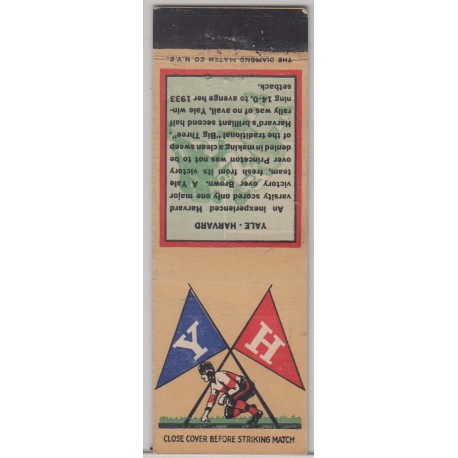 THE DIAMOND MATCH CO. N.Y.C.
YALE - HARVARD
An Inexperienced Harvard
varsity scored only one major
victory over Brown. A Yale
team, fresh from its victory
over Princeton was not to be
denied in making a clean sweep
of the traditional "Big Three,"
Harvard's brilliant second half
rally was of no avail, Yale win-
ning 14-0, to avenge her 1933
setback.
Y H
CLOSE COVER BEFORE STRIKING MATCH